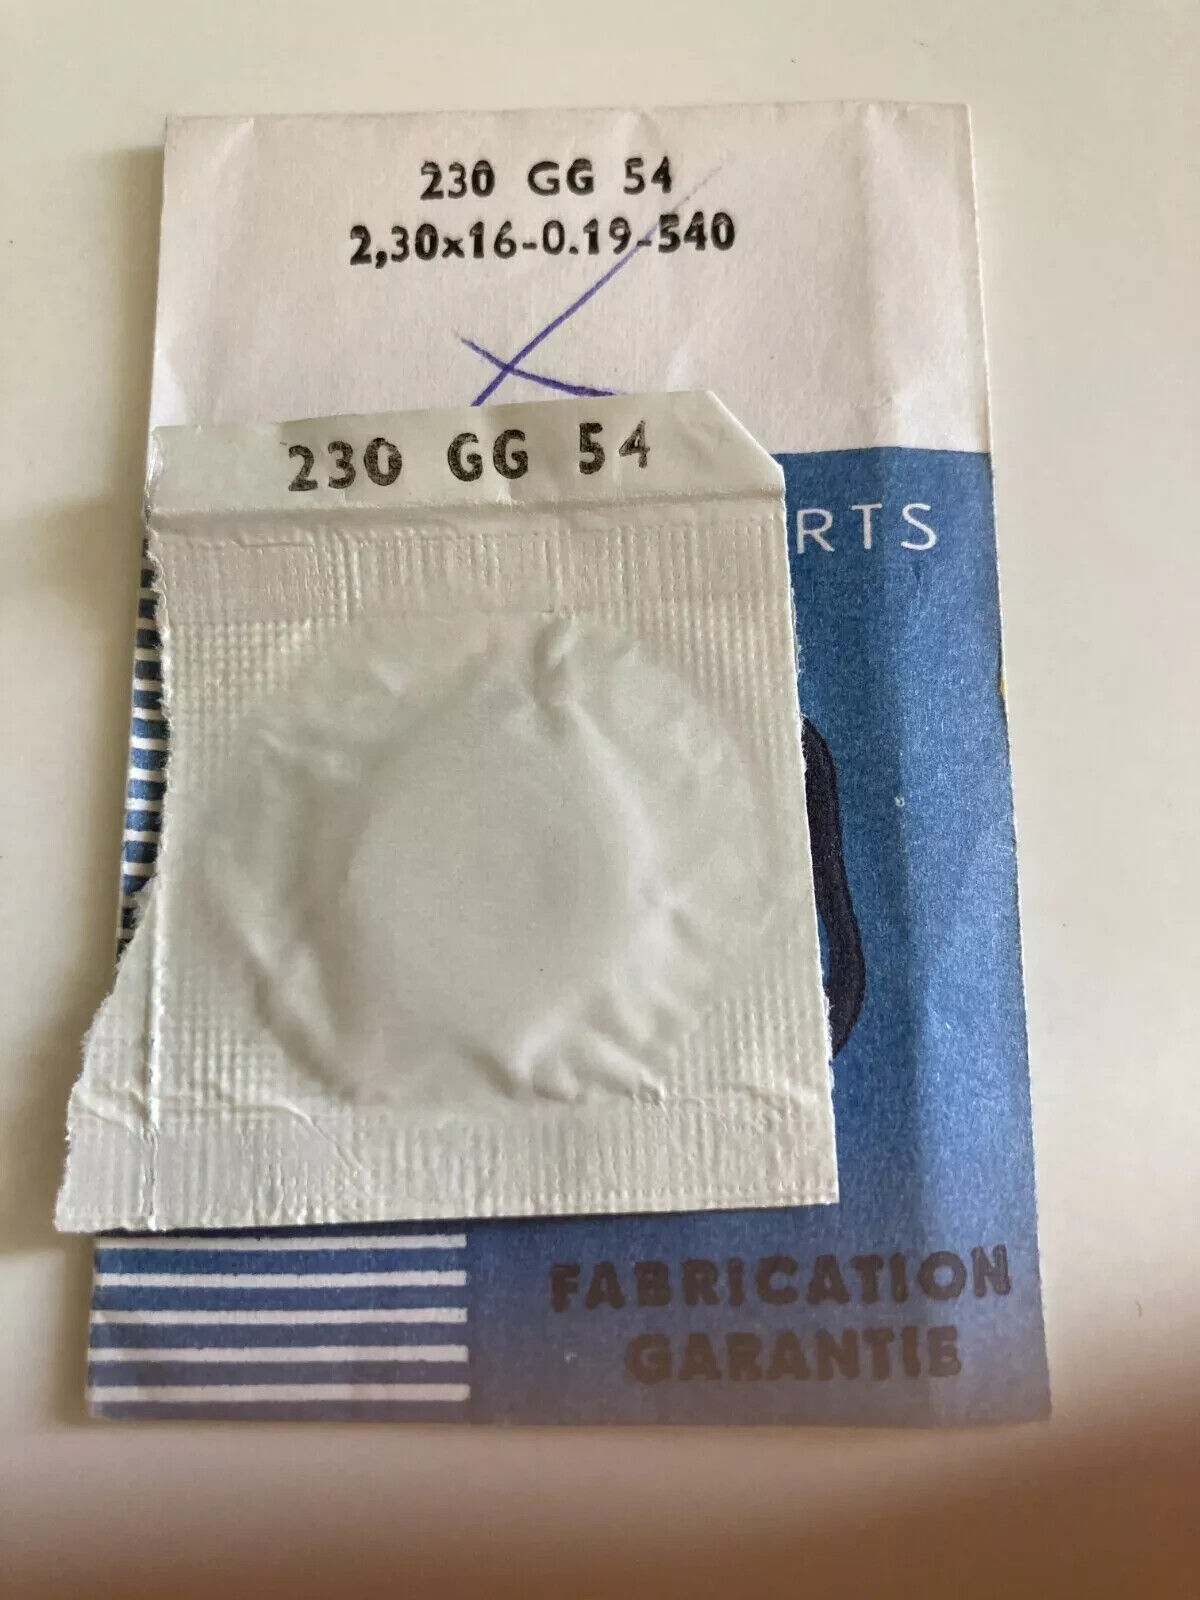 230 GG 54
2,30x16-0.19-540
230 GG 54
RTS
FABRICATION
GARANTIE